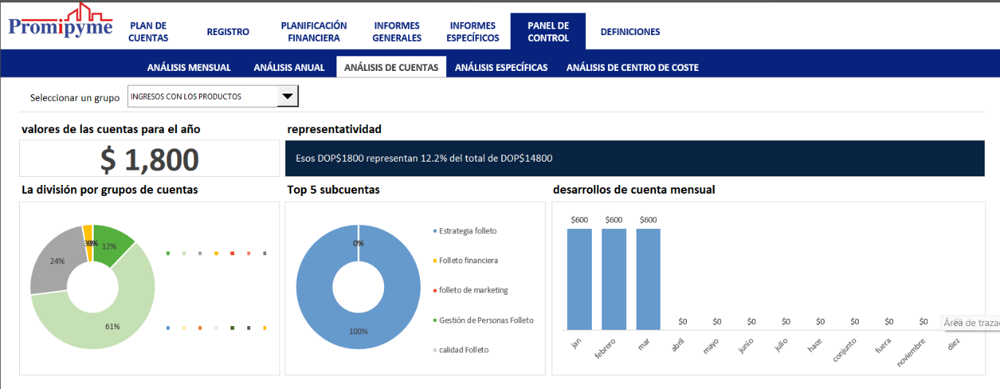 Promipyme
PLAN DE
CUENTAS
REGISTRO
PLANIFICACIÓN
FINANCIERA
INFORMES
GENERALES
INFORMES
ESPECÍFICOS
PANEL DE
CONTROL
DEFINICIONES
ANÁLISIS MENSUAL
ANÁLISIS ANUAL
ANÁLISIS DE CUENTAS
ANÁLISIS ESPECÍFICAS
ANÁLISIS DE CENTRO DE COSTE
Seleccionar un grupo
INGRESOS CON LOS PRODUCTOS
valores de las cuentas para el año
$ 1,800
representatividad
Esos DOP$1800 representan 12.2% del total de DOP$14800
La división por grupos de cuentas
12%
24%
61%
Top 5 subcuentas
0%
100%
Estrategia folleto
Folleto financiera
folleto de marketing
Gestión de Personas Folleto
calidad Folleto
desarrollos de cuenta mensual
$600
$600
$600
$0
$0
$0
$0
$0
$0
$0
$0
Área de traza
jan
febrero
mar
abril
mayo
junio
julio
hace
conjunto
fuera
noviembre
diez